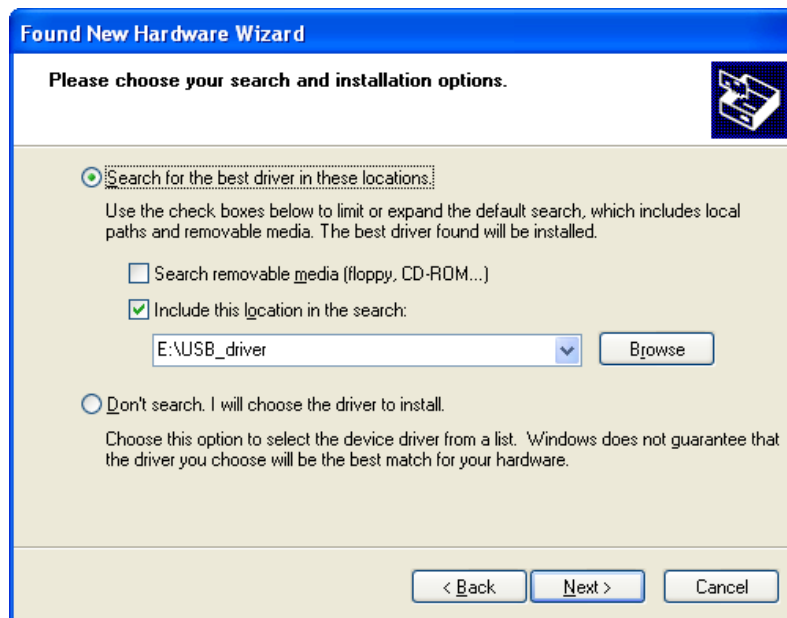 Found New Hardware Wizard
Please choose your search and installation options.
Search for the best driver in these locations.
Use the check boxes below to limit or expand the default search, which includes local
paths and removable media. The best driver found will be installed.
Search removable media (floppy, CD-ROM...)
Include this location in the search:
E:\USB_driver
Browse
Don't search. I will choose the driver to install.
Choose this option to select the device driver from a list. Windows does not guarantee that
the driver you choose will be the best match for your hardware.
< Back Next > Cancel